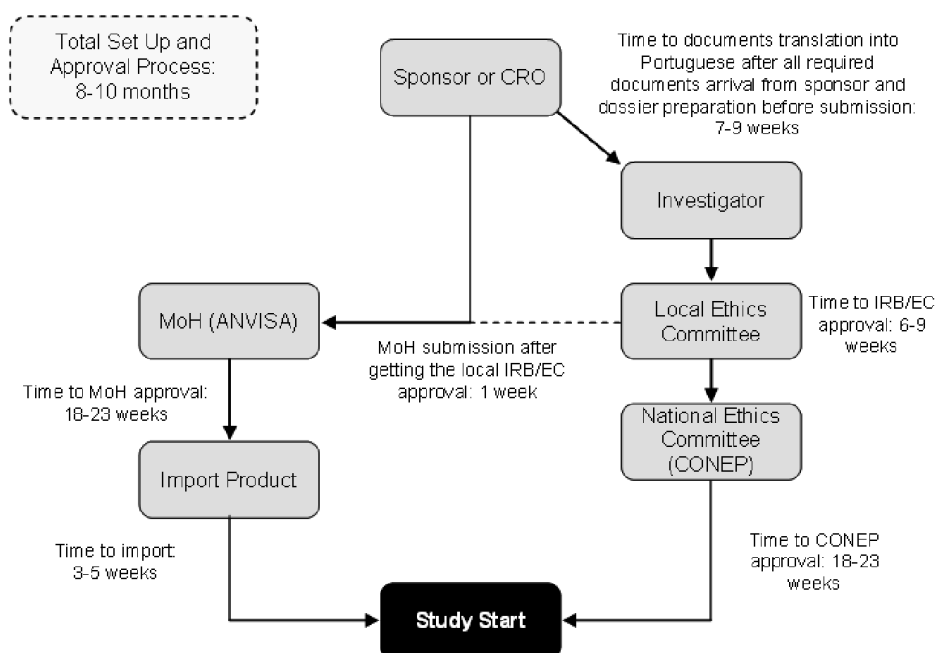 Total Set Up and
Approval Process:
8-10 months
Sponsor or CRO
Time to documents translation into
Portuguese after all required
documents arrival from sponsor and
dossier preparation before submission:
7-9 weeks
Investigator
MoH (ANVISA)
Local Ethics
Committee
Time to IRB/EC
approval: 6-9
weeks
MoH submission after
getting the local IRB/EC
approval: 1 week
Time to MoH approval:
18-23 weeks
National Ethics
Committee
(CONEP)
Import Product
Time to import:
3-5 weeks
Time to CONEP
approval: 18-23
weeks
Study Start